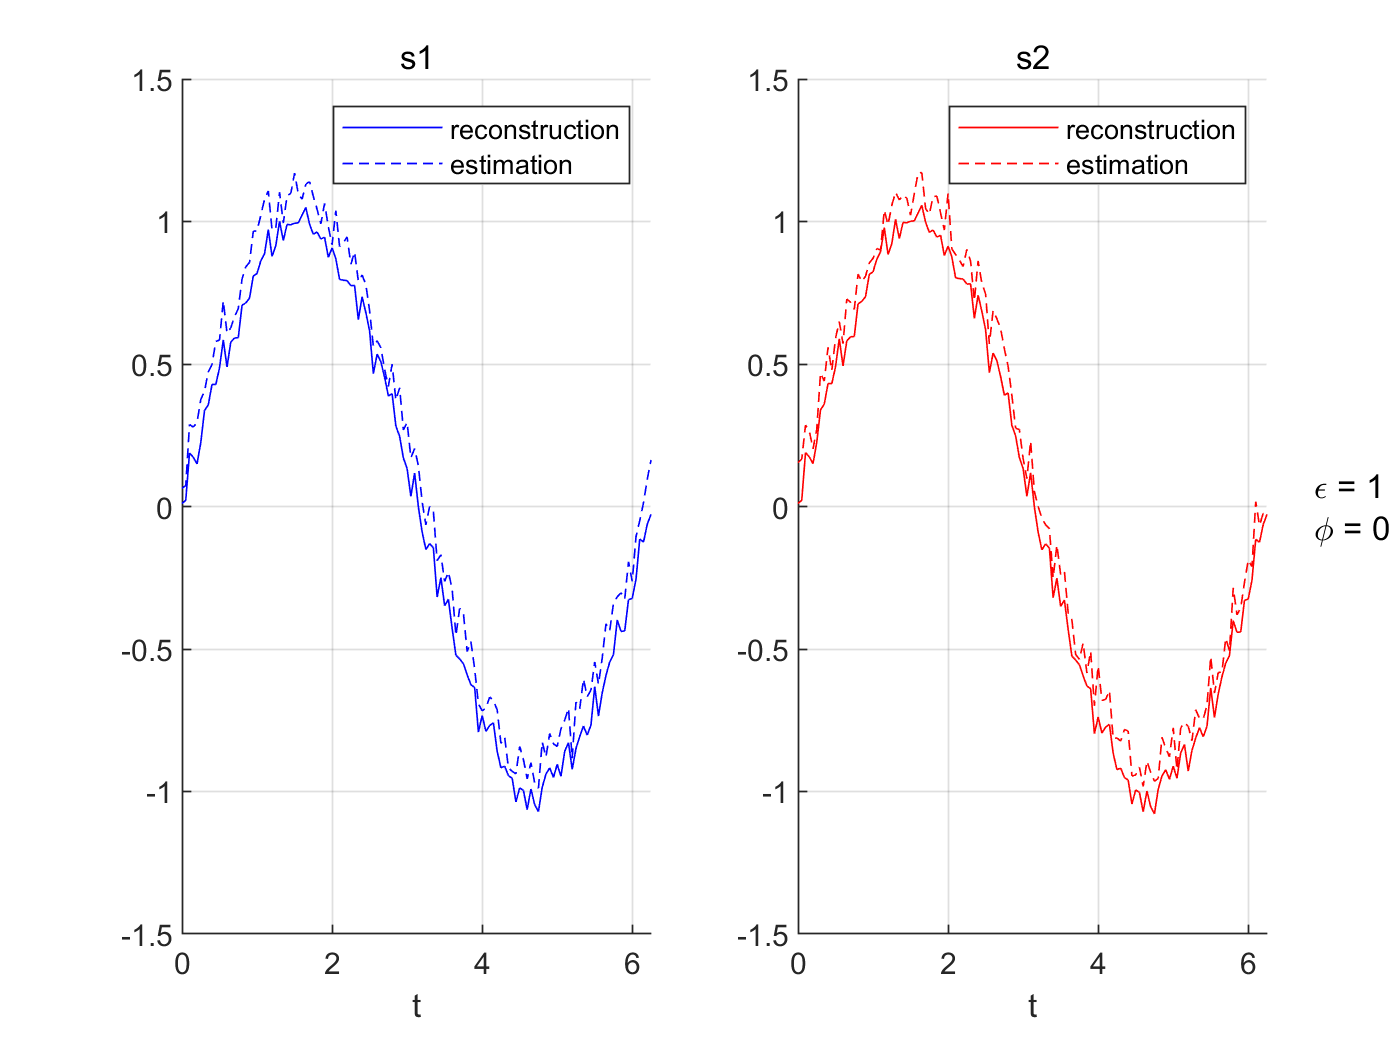 s1
1.5
1
0.5
0
-0.5
-1
-1.5
0 2 4 6
t
reconstruction
estimation
s2
1.5
1
0.5
0
-0.5
-1
-1.5
0 2 4 6
t
reconstruction
estimation
ϵ = 1
ϕ = 0